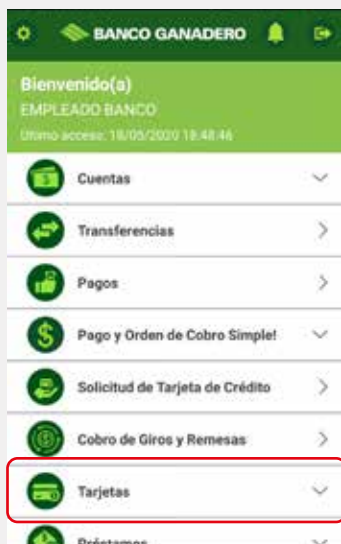 BANCO GANADERO
Bienvenido(a)
EMPLEADO BANCO
Ultimo acceso: 18/05/2020 18:48:46
Cuentas
Transferencias
Pagos
Pago y Orden de Cobro Simple!
Solicitud de Tarjeta de Crédito
Cobro de Giros y Remesas
Tarjetas
Préstamos